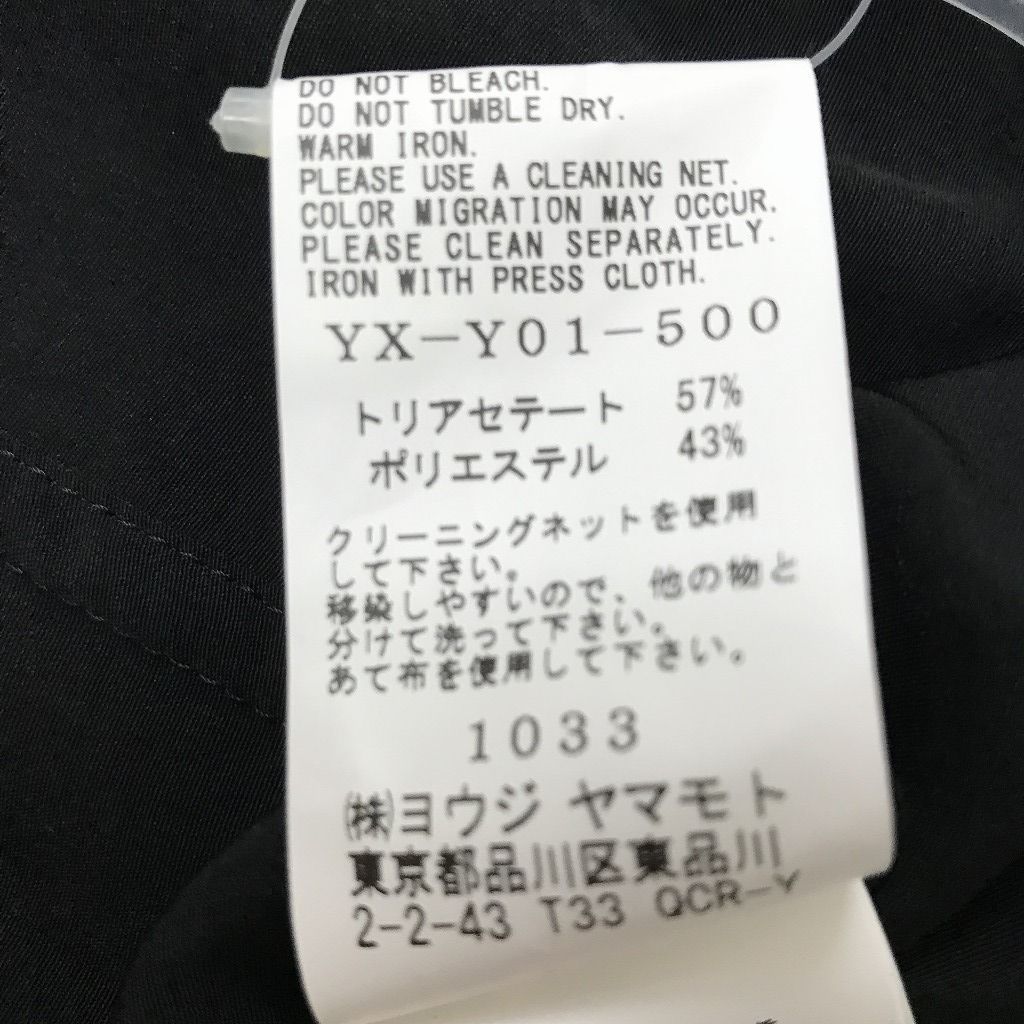 DO NOT BLEACH.
DO NOT TUMBLE DRY.
WARM IRON.
PLEASE USE A CLEANING NET.
COLOR MIGRATION MAY OCCUR.
PLEASE CLEAN SEPARATELY.
IRON WITH PRESS CLOTH.
YX-Y01-500
トリアセテート 57%
ポリエステル 43%
クリーニングネットを使用
して下さい。
移染しやすいので、他の物と
分けて洗って下さい。
あて布を使用して下さい。
1033
㈱ヨウジ ヤマモト
東京都品川区東品川
2-2-43 T33 QCR-Y